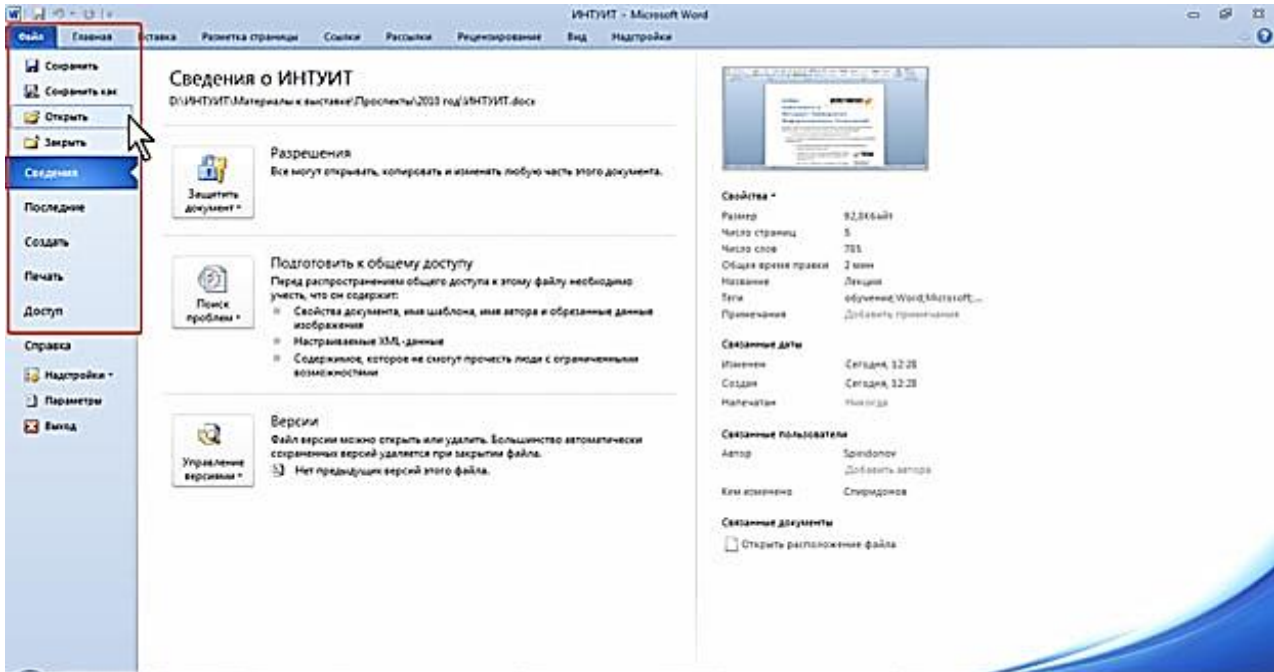 ИНТУИТ - Microsoft Word
Файл Главная Вставка Разметка страницы Ссылки Рассылки Рецензирование Вид Надстройки
Сохранить
Сохранить как
Открыть
Закрыть
Сведения
Последние
Создать
Печать
Доступ
Справка
Надстройки
Параметры
Выход
Сведения о ИНТУИТ
D:\ИНТУИТ\Материалы к выставке\Проспекты\2010 год\ИНТУИТ.docx
Защитить
документ
Разрешения
Все могут открывать, копировать и изменять любую часть этого документа.
Поиск
проблем
Подготовить к общему доступу
Перед распространением общего доступа к этому файлу необходимо
учесть, что он содержит:
Свойства документа, имя шаблона, имя автора и обрезанные данные
изображения
Настраиваемые XML-данные
Содержимое, которое не смогут прочесть люди с ограниченными
возможностями
Управление
версиями
Версии
Файл версии можно открыть или удалить. Большинство автоматически
сохраненных версий удаляется при закрытии файла.
Нет предыдущих версий этого файла.
Свойства
Размер
Число страниц 5
Число слов 785
Общее время правки 2 мин
Название Лекция
Теги обучение;Word;Microsoft;...
Примечания Добавить примечания
Связанные даты
Изменен Сегодня, 12:28
Создан Сегодня, 12:28
Напечатан Никогда
Связанные пользователи
Автор Spiridonov
Добавить автора
Кем изменено Спиридонов
Связанные документы
Открыть расположение файла